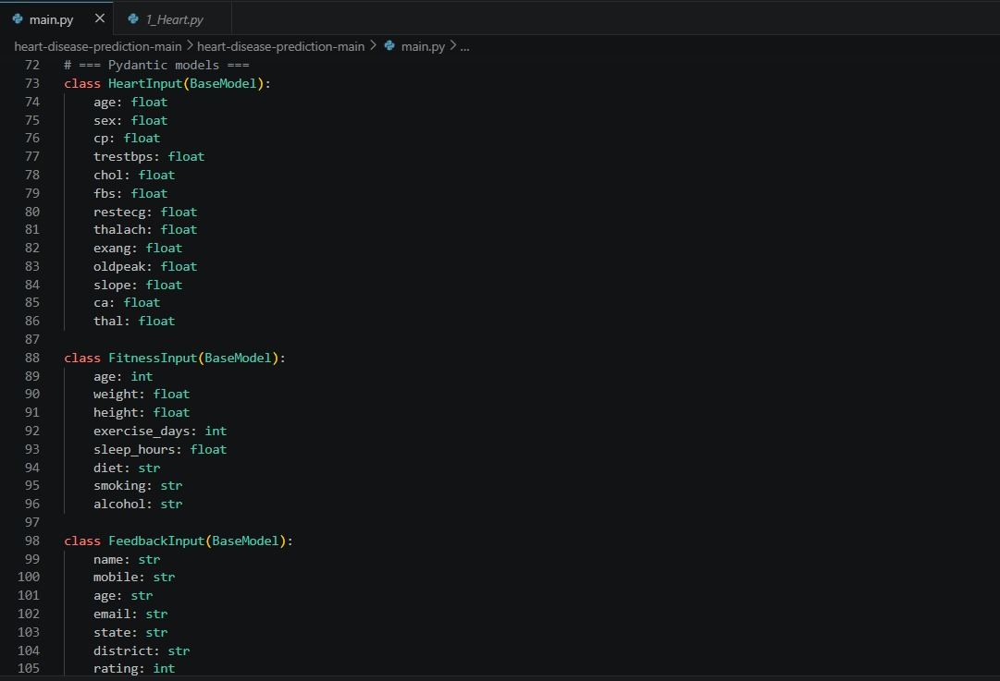 main.py × 1_Heart.py
heart-disease-prediction-main > heart-disease-prediction-main > main.py > ...
72 # === Pydantic models ===
73 class HeartInput(BaseModel):
74     age: float
75     sex: float
76     cp: float
77     trestbps: float
78     chol: float
79     fbs: float
80     restecg: float
81     thalach: float
82     exang: float
83     oldpeak: float
84     slope: float
85     ca: float
86     thal: float
87
88 class FitnessInput(BaseModel):
89     age: int
90     weight: float
91     height: float
92     exercise_days: int
93     sleep_hours: float
94     diet: str
95     smoking: str
96     alcohol: str
97
98 class FeedbackInput(BaseModel):
99     name: str
100     mobile: str
101     age: str
102     email: str
103     state: str
104     district: str
105     rating: int